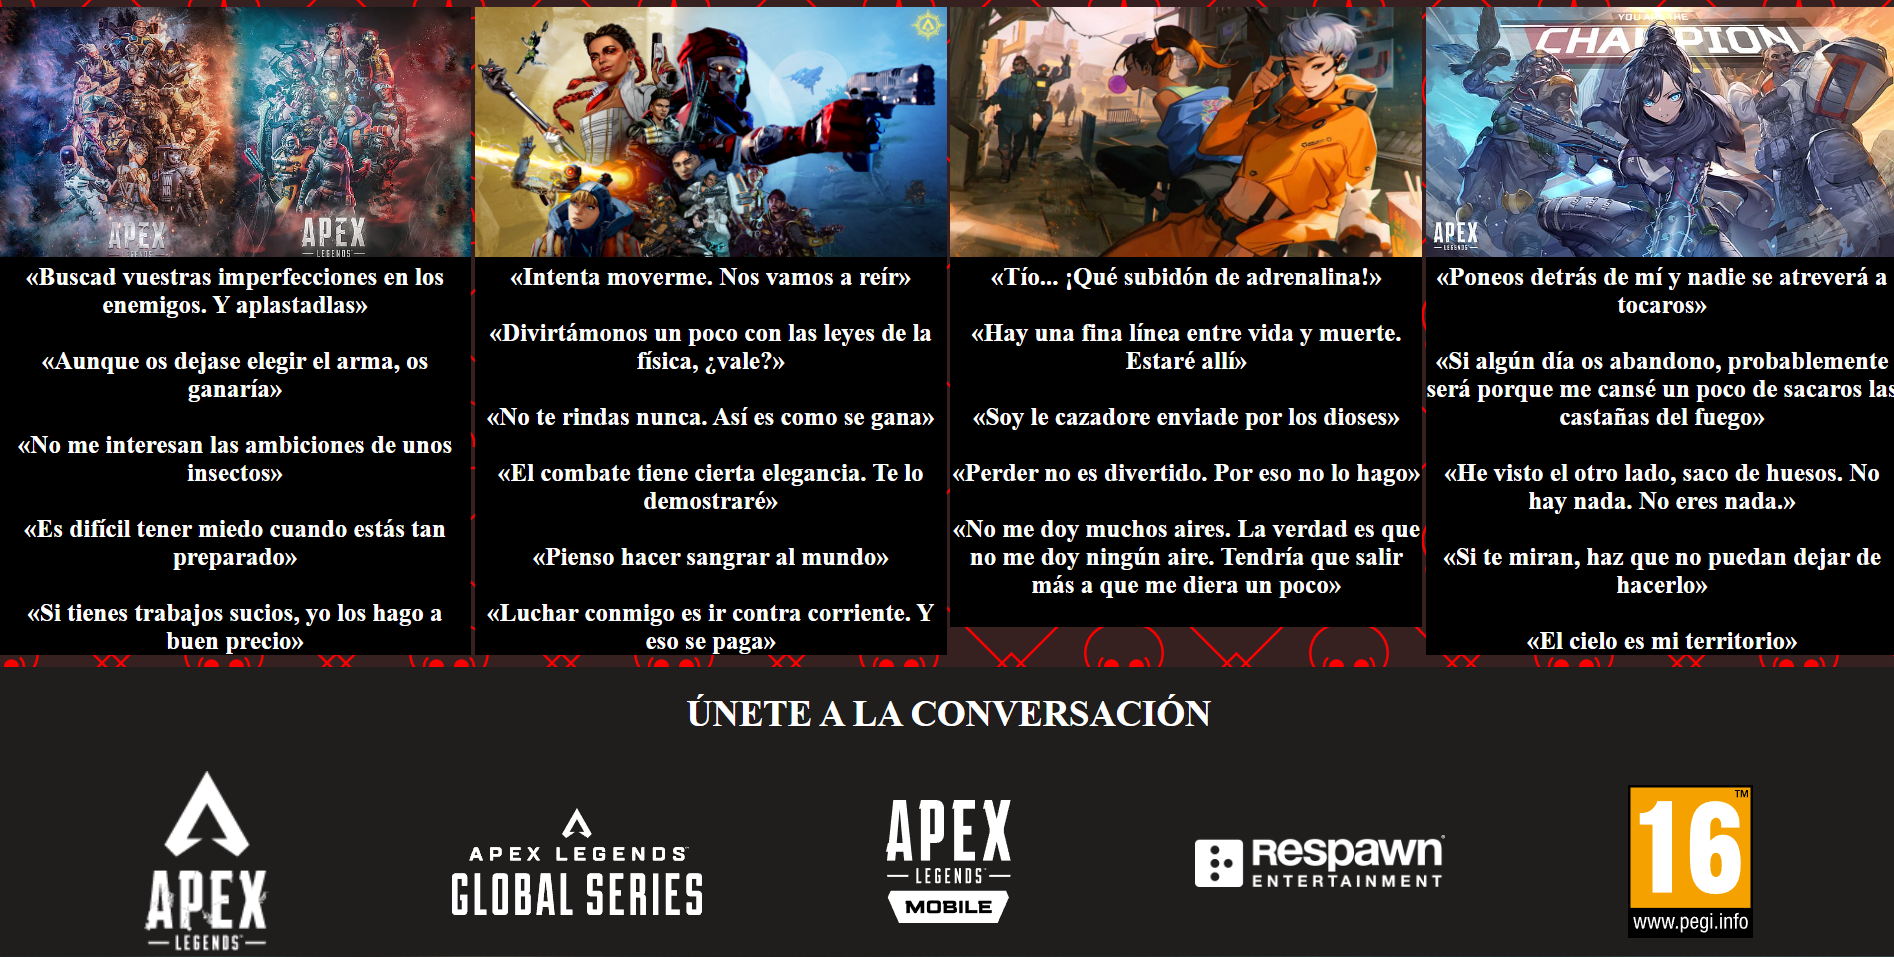 APEX
LEGENDS
APEX
LEGENDS
«Buscad vuestras imperfecciones en los
enemigos. Y aplastadlas»
«Aunque os dejase elegir el arma, os
ganaría»
«No me interesan las ambiciones de unos
insectos»
«Es difícil tener miedo cuando estás tan
preparado»
«Si tienes trabajos sucios, yo los hago a
buen precio»
«Intenta moverme. Nos vamos a reír»
«Divirtámonos un poco con las leyes de la
física, ¿vale?»
«No te rindas nunca. Así es como se gana»
«El combate tiene cierta elegancia. Te lo
demostraré»
«Pienso hacer sangrar al mundo»
«Luchar conmigo es ir contra corriente. Y
eso se paga»
«Tío... ¡Qué subidón de adrenalina!»
«Hay una fina línea entre vida y muerte.
Estaré allí»
«Soy le cazadore enviade por los dioses»
«Perder no es divertido. Por eso no lo hago»
«No me doy muchos aires. La verdad es que
no me doy ningún aire. Tendría que salir
más a que me diera un poco»
YOU ARE THE
CHAMPION
APEX
LEGENDS
«Poneos detrás de mí y nadie se atreverá a
tocaros»
«Si algún día os abandono, probablemente
será porque me cansé un poco de sacaros las
castañas del fuego»
«He visto el otro lado, saco de huesos. No
hay nada. No eres nada.»
«Si te miran, haz que no puedan dejar de
hacerlo»
«El cielo es mi territorio»
ÚNETE A LA CONVERSACIÓN
APEX
LEGENDS™
APEX LEGENDS™
GLOBAL SERIES
APEX
LEGENDS™
MOBILE
Respawn®
ENTERTAINMENT
16™
www.pegi.info